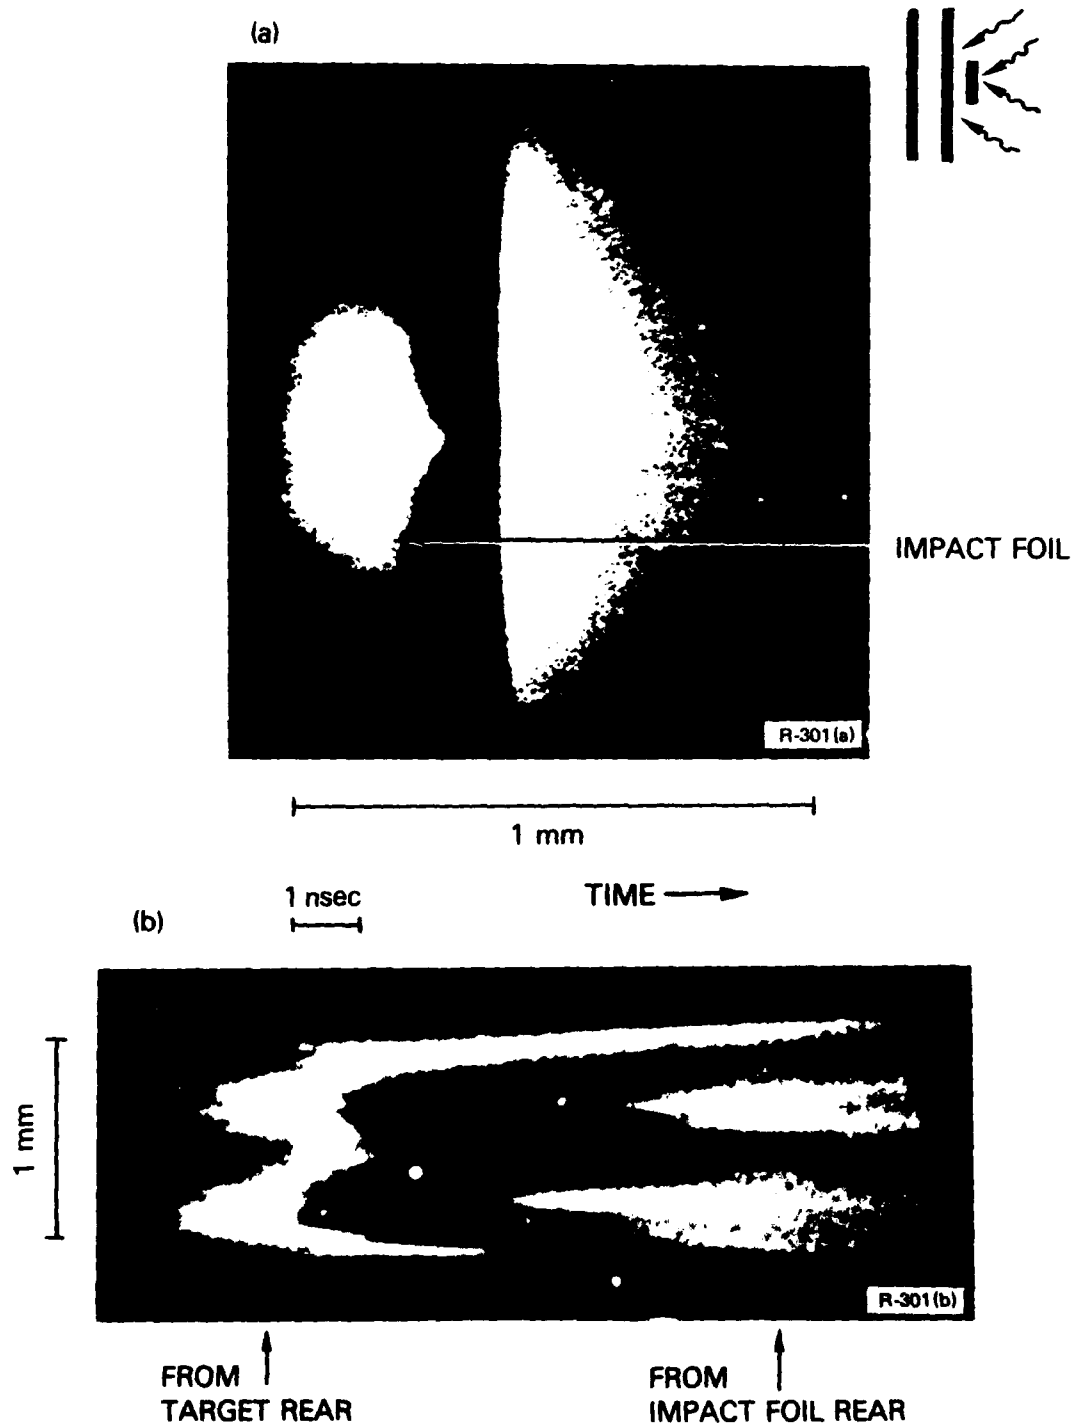 (a)
IMPACT FOIL
R-301(a)
1 mm
1 nsec
TIME
(b)
1 mm
R-301(b)
FROM
TARGET REAR
FROM
IMPACT FOIL REAR